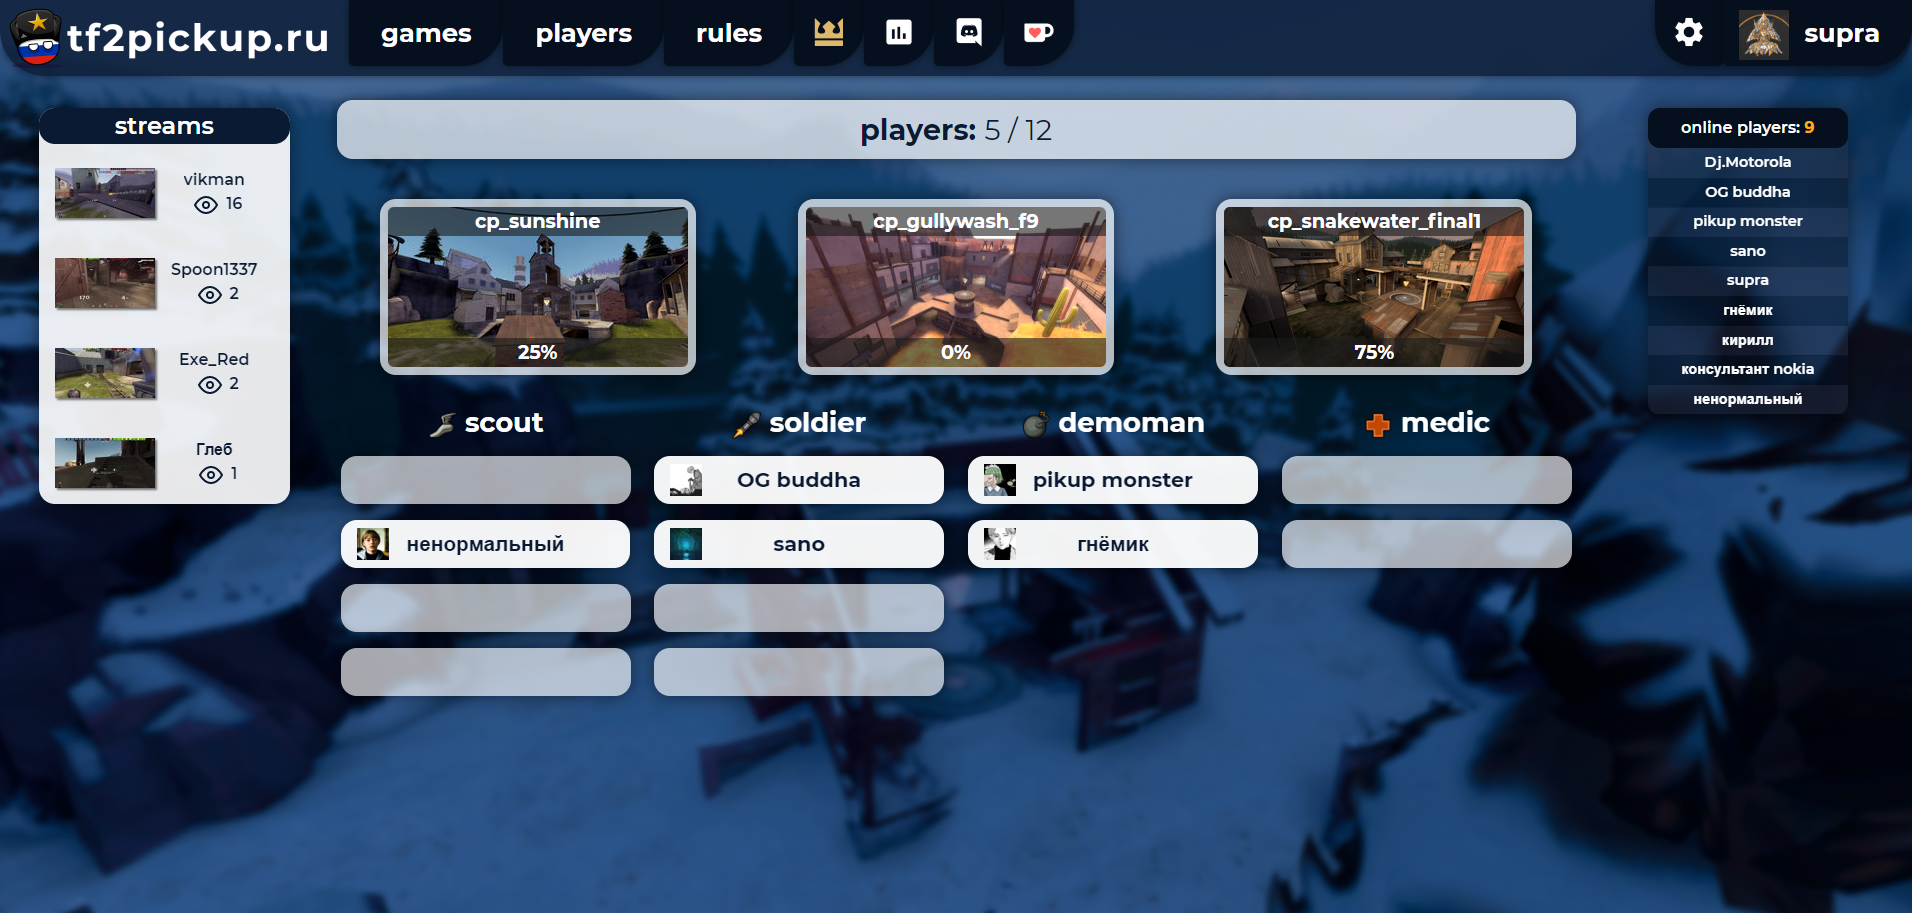 tf2pickup.ru
games
players
rules
supra
streams
vikman
16
Spoon1337
2
Exe_Red
2
Глеб
1
players: 5 / 12
cp_sunshine
25%
cp_gullywash_f9
0%
cp_snakewater_final1
75%
scout
soldier
demoman
medic
OG buddha
pikup monster
ненормальный
sano
гнёмик
online players: 9
Dj.Motorola
OG buddha
pikup monster
sano
supra
гнёмик
кирилл
консультант nokia
ненормальный